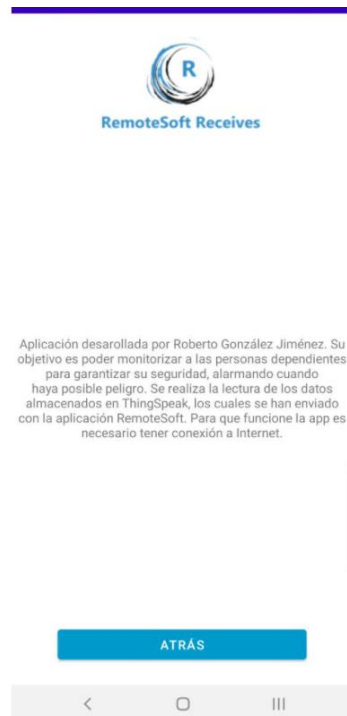 R
RemoteSoft Receives
Aplicación desarollada por Roberto González Jiménez. Su
objetivo es poder monitorizar a las personas dependientes
para garantizar su seguridad, alarmando cuando
haya posible peligro. Se realiza la lectura de los datos
almacenados en ThingSpeak, los cuales se han enviado
con la aplicación RemoteSoft. Para que funcione la app es
necesario tener conexión a Internet.
ATRÁS